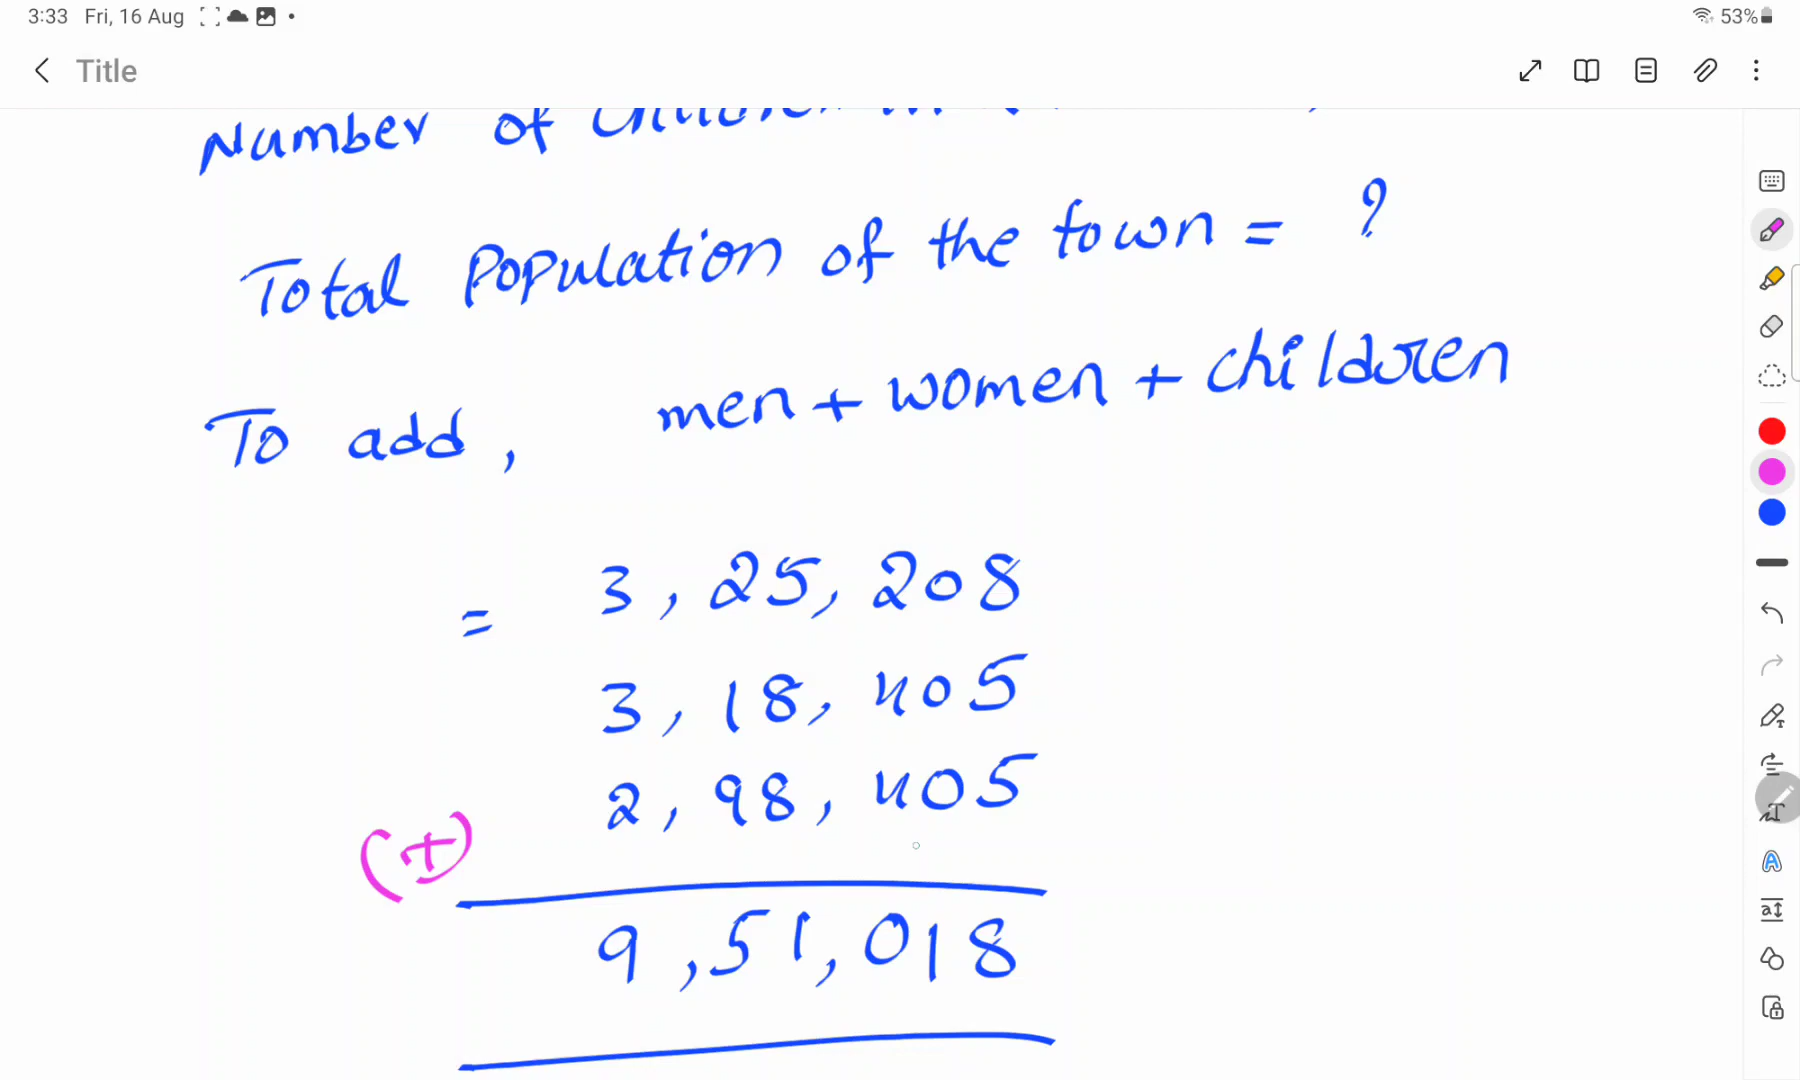 3:33 Fri, 16 Aug 53%
Title
Number of
Total Population of the town = ?
To add, men + women + children
= 3,25,208
3,18,405
2,98,405
(+)
9,51,018